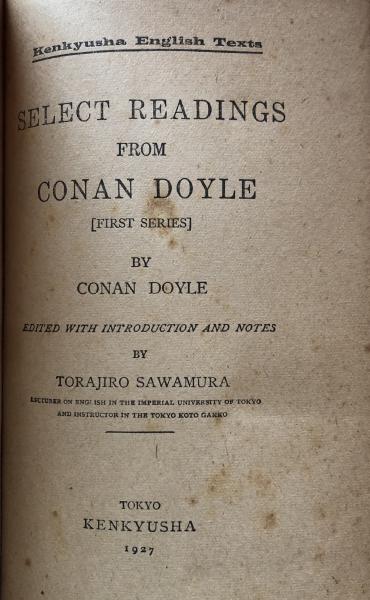 Kenkyusha English Texts
SELECT READINGS
FROM
CONAN DOYLE
[FIRST SERIES]
BY
CONAN DOYLE
EDITED WITH INTRODUCTION AND NOTES
BY
TORAJIRO SAWAMURA
LECTURER ON ENGLISH IN THE IMPERIAL UNIVERSITY OF TOKYO
AND INSTRUCTOR IN THE TOKYO KOTO GAKKO
TOKYO
KENKYUSHA
1927